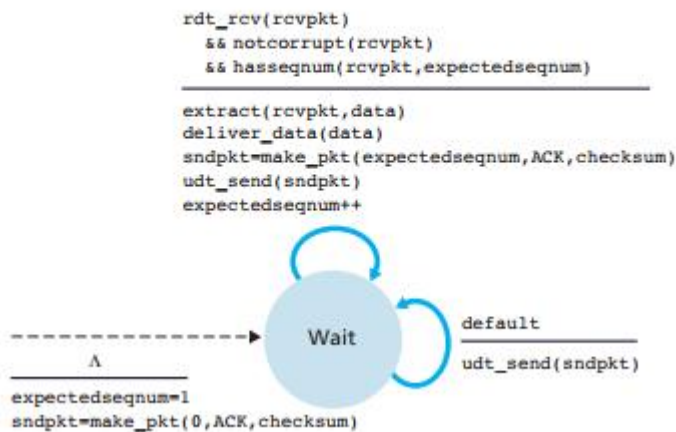 rdt_rcv(rcvpkt)
&& notcorrupt(rcvpkt)
&& hasseqnum(rcvpkt,expectedseqnum)
extract(rcvpkt,data)
deliver_data(data)
sndpkt=make_pkt(expectedseqnum,ACK,checksum)
udt_send(sndpkt)
expectedseqnum++
Wait
default
udt_send(sndpkt)
Λ
expectedseqnum=1
sndpkt=make_pkt(0,ACK,checksum)